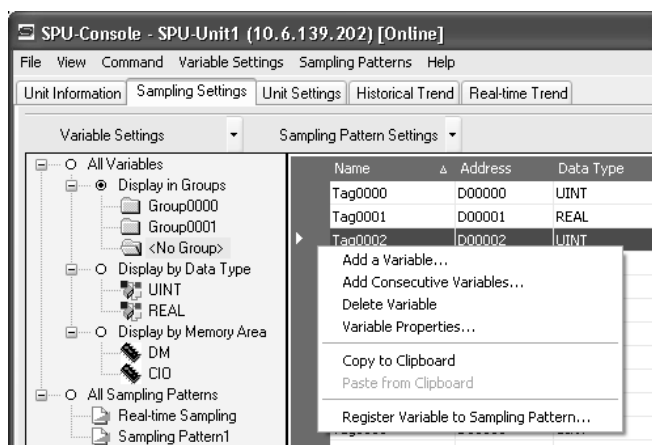 SPU-Console - SPU-Unit1 (10.6.139.202) [Online]
File View Command Variable Settings Sampling Patterns Help
Unit Information Sampling Settings Unit Settings Historical Trend Real-time Trend
Variable Settings Sampling Pattern Settings
All Variables
Display in Groups
Group0000
Group0001
<No Group>
Display by Data Type
UINT
REAL
Display by Memory Area
DM
CIO
All Sampling Patterns
Real-time Sampling
Sampling Pattern1
Name Address Data Type
Tag0000 D00000 UINT
Tag0001 D00001 REAL
Tag0002 D00002 UINT
Add a Variable...
Add Consecutive Variables...
Delete Variable
Variable Properties...
Copy to Clipboard
Paste from Clipboard
Register Variable to Sampling Pattern...